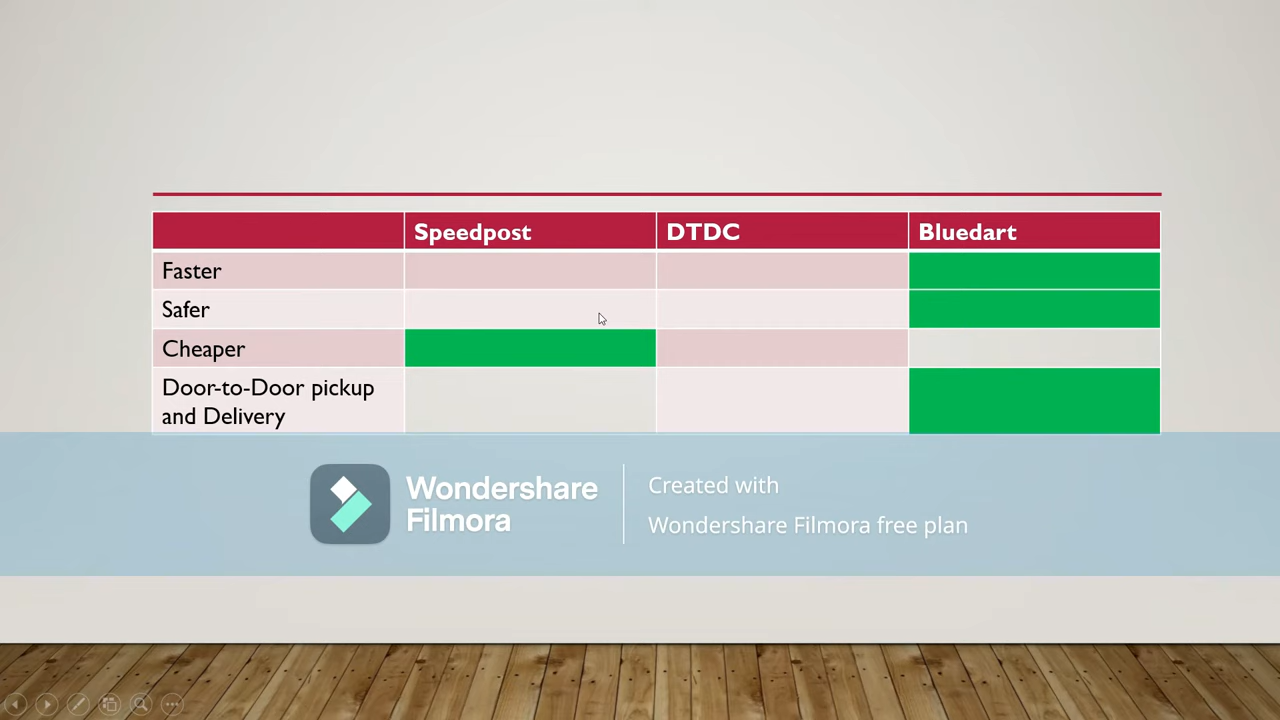 Speedpost DTDC Bluedart
Faster
Safer
Cheaper
Door-to-Door pickup
and Delivery
Wondershare
Filmora
Created with
Wondershare Filmora free plan